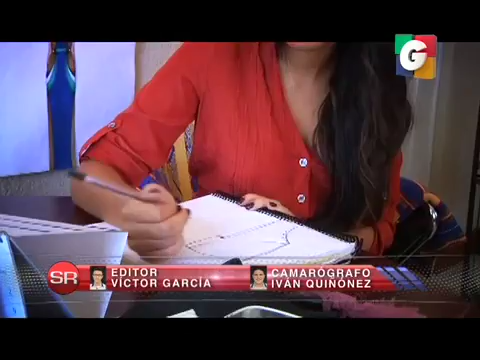 G
SR
EDITOR
VÍCTOR GARCÍA
CAMARÓGRAFO
IVÁN QUIÑÓNEZ